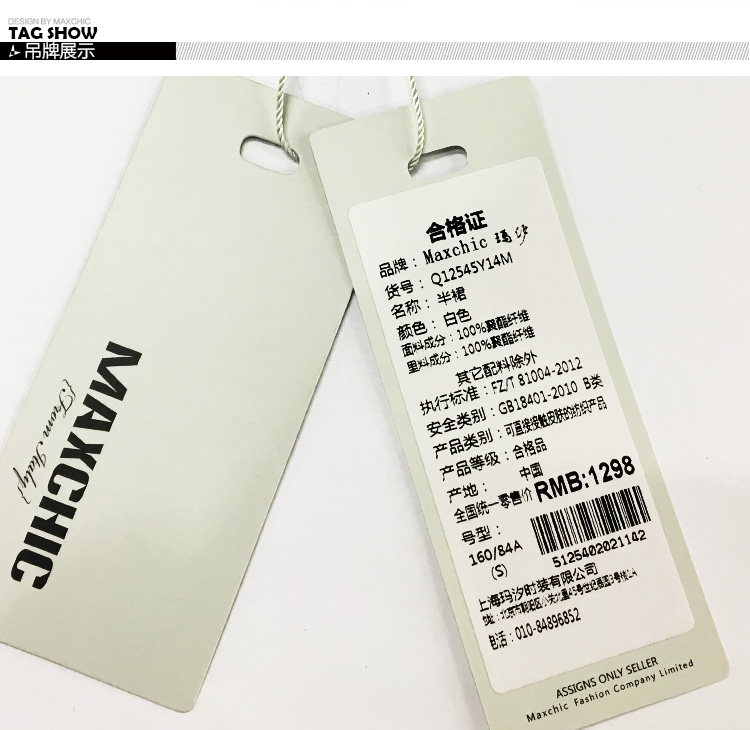 DESIGN BY MAXCHIC
TAG SHOW
吊牌展示
MAXCHIC
{From Italy}
合格证
品牌：Maxchic 玛汐
货号：Q12545Y14M
名称：半裙
颜色：白色
面料成分：100%聚酯纤维
里料成分：100%聚酯纤维
其它配料除外
执行标准：FZ/T 81004-2012
安全类别：GB18401-2010 B类
产品类别：可直接接触皮肤的纺织产品
产品等级：合格品
产地：中国
全国统一零售价 RMB:1298
号型：
160/84A
(S)
5125402021142
上海玛汐时装有限公司
电话：010-84896852
ASSIGNS ONLY SELLER
Maxchic Fashion Company Limited